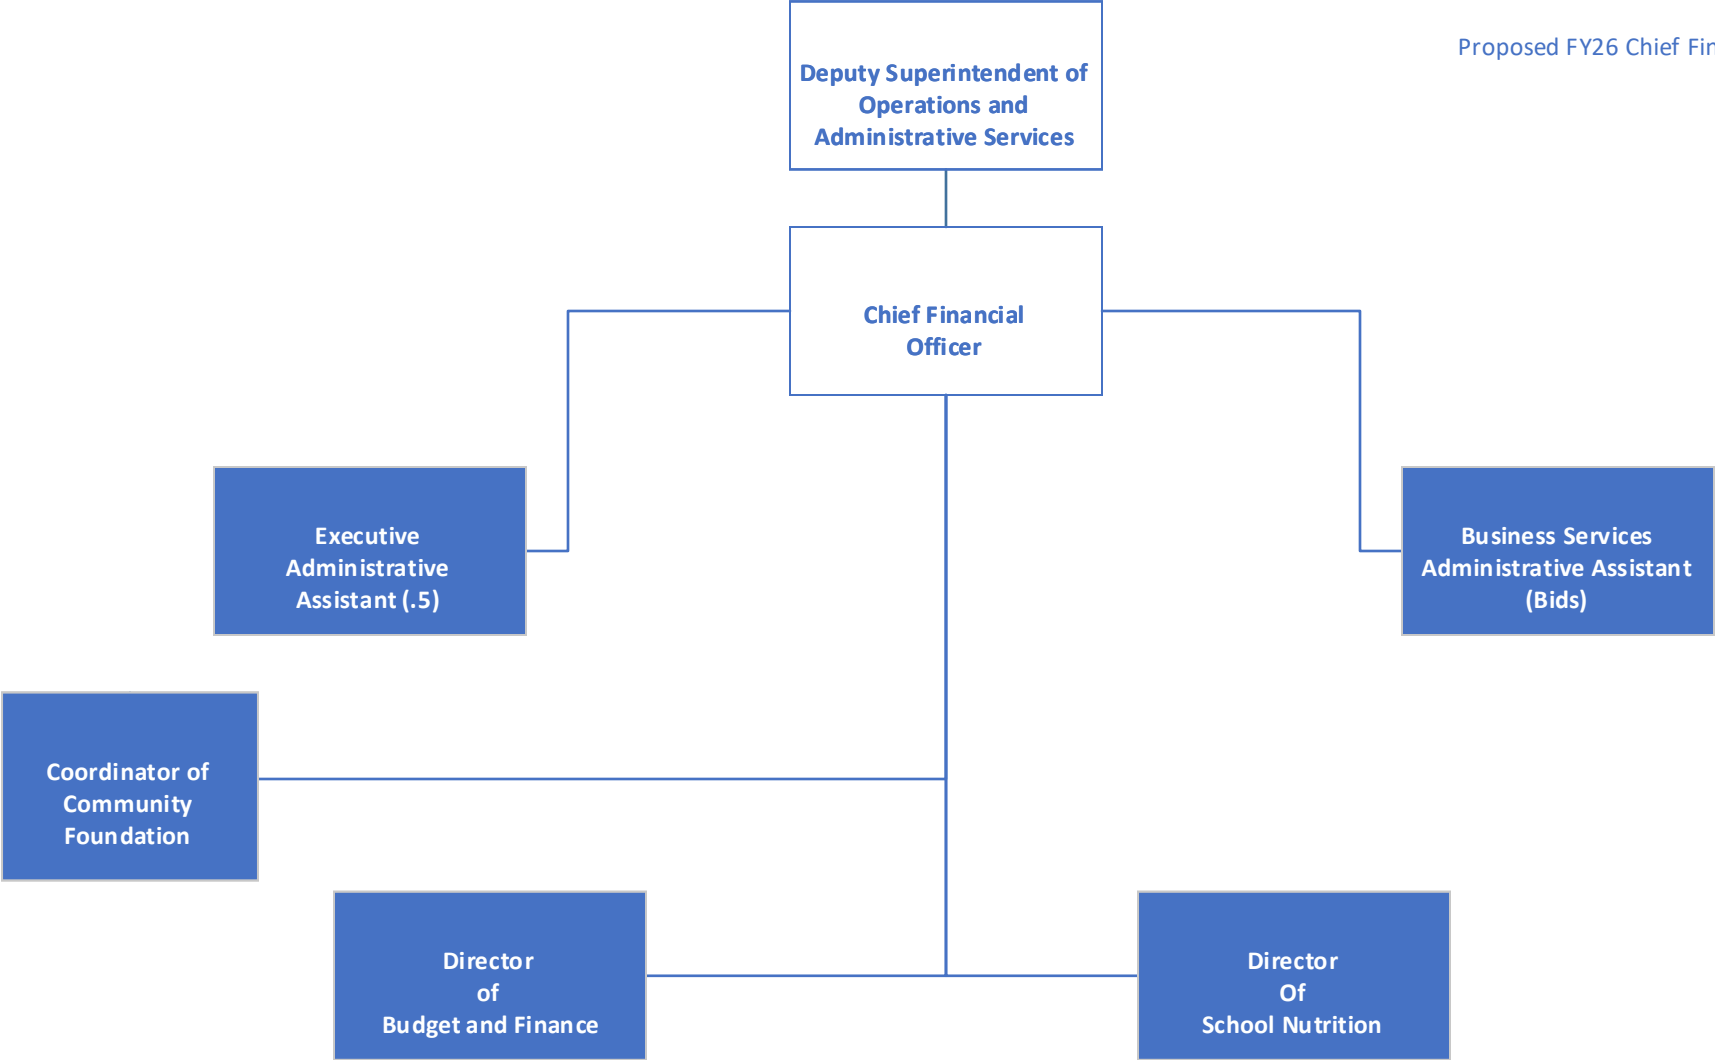 Proposed FY26 Chief Fin
Deputy Superintendent of
Operations and
Administrative Services
Chief Financial
Officer
Executive
Administrative
Assistant (.5)
Business Services
Administrative Assistant
(Bids)
Coordinator of
Community
Foundation
Director
of
Budget and Finance
Director
Of
School Nutrition